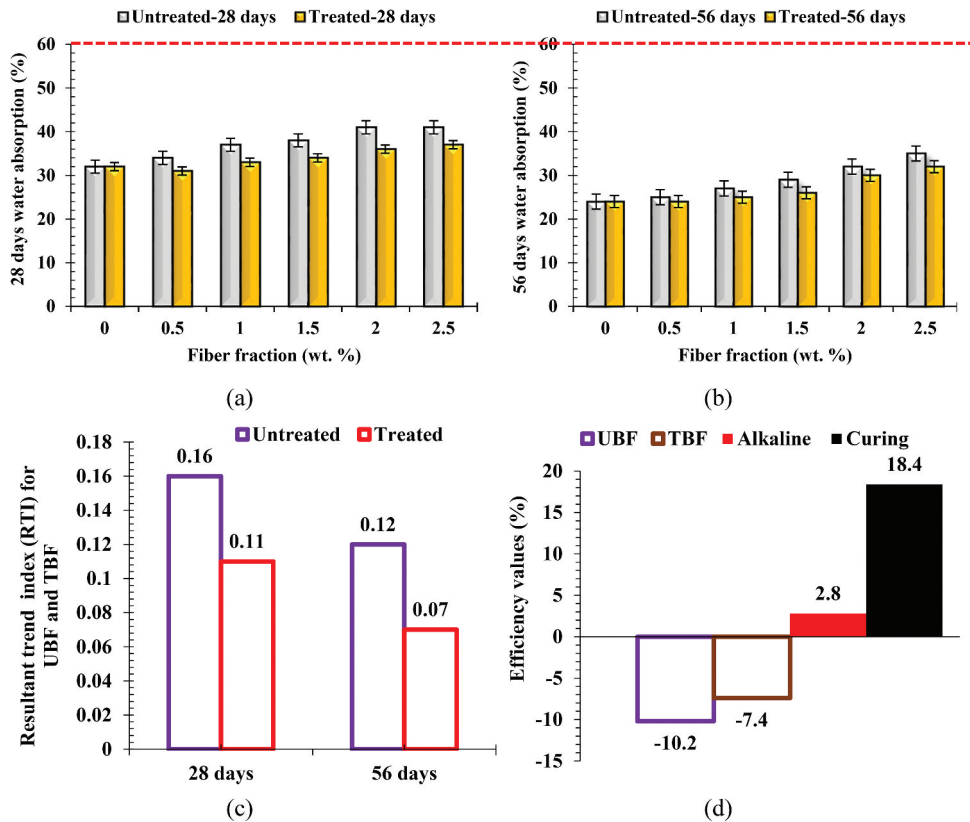 Untreated-28 days Treated-28 days
60
50
40
30
20
10
0
28 days water absorption (%)
0 0.5 1 1.5 2 2.5
Fiber fraction (wt. %)
(a)
Untreated-56 days Treated-56 days
60
50
40
30
20
10
0
56 days water absorption (%)
0 0.5 1 1.5 2 2.5
Fiber fraction (wt. %)
(b)
Untreated Treated
0.18
0.16
0.14
0.12
0.10
0.08
0.06
0.04
0.02
0
Resultant trend index (RTI) for
UBF and TBF
0.16
0.11
0.12
0.07
28 days 56 days
(c)
UBF TBF Alkaline Curing
20
15
10
5
0
-5
-10
-15
Efficiency values (%)
18.4
2.8
-7.4
-10.2
(d)